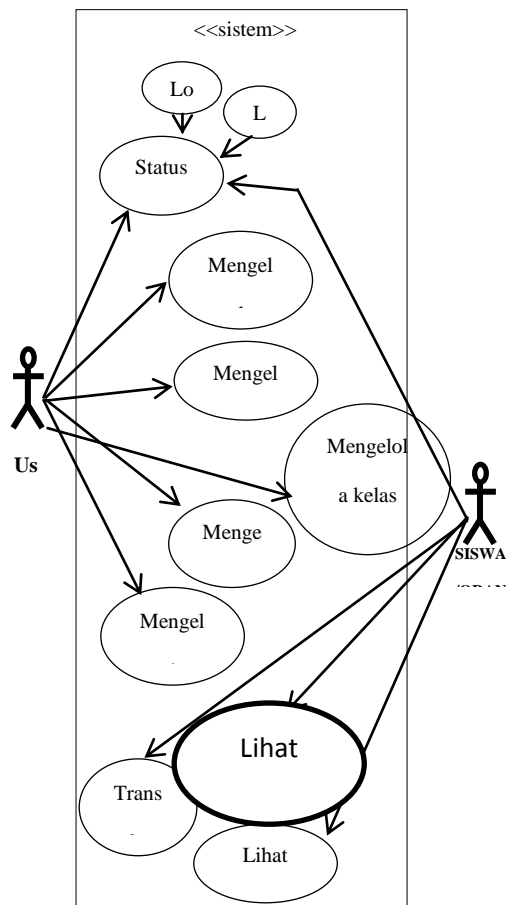 <<sistem>>
Lo
L
Status
Mengel
Mengel
Mengelol
a kelas
Us
Menge
SISWA
Mengel
Lihat
Trans
Lihat